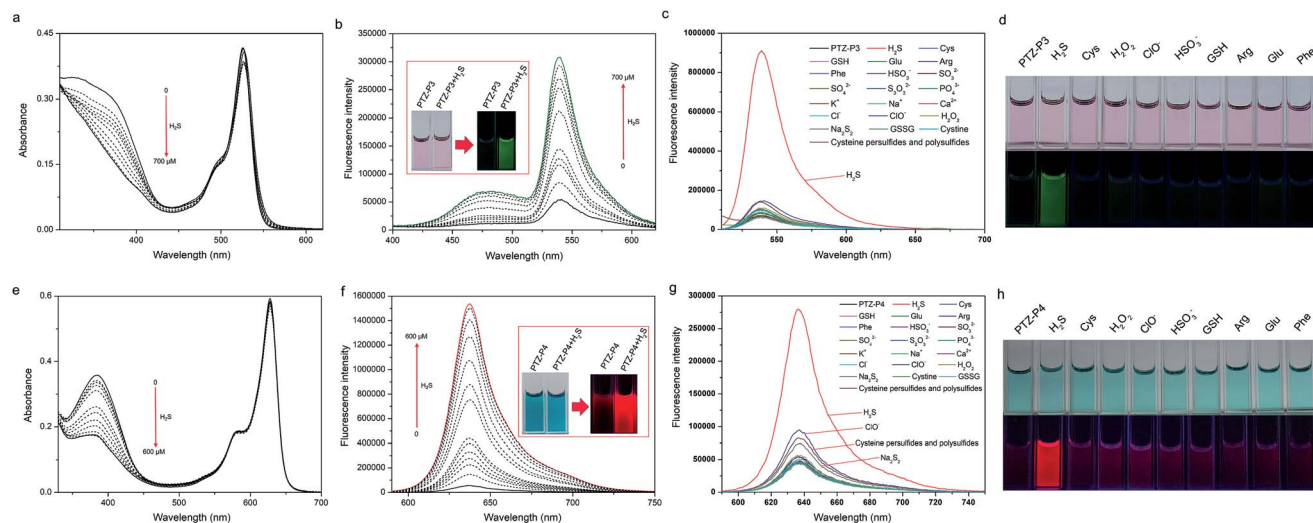 a
0.45
0.30
0.15
0.0
Absorbance
400
500
600
Wavelength (nm)
0
H₂S
700 μM
b
350000
300000
250000
200000
150000
100000
50000
0
Fluorescence intensity
400
450
500
550
600
Wavelength (nm)
PTZ-P3
PTZ-P3+H₂S
PTZ-P3
PTZ-P3+H₂S
700 μM
H₂S
0
c
1000000
800000
600000
400000
200000
0
Fluorescence intensity
550
600
650
700
Wavelength (nm)
PTZ-P3 H₂S Cys
GSH Glu Arg
Phe HSO₃⁻ SO₃²⁻
SO₄²⁻ S₂O₃²⁻ PO₄³⁻
K⁺ Na⁺ Ca²⁺
Cl⁻ ClO⁻ H₂O₂
Na₂S₂ GSSG Cystine
Cysteine persulfides and polysulfides
H₂S
d
PTZ-P3
H₂S
Cys
H₂O₂
ClO⁻
HSO₃⁻
GSH
Arg
Glu
Phe
e
0.6
0.4
0.2
0.0
Absorbance
400
500
600
700
Wavelength (nm)
0
H₂S
600 μM
f
1600000
1400000
1200000
1000000
800000
600000
400000
200000
0
Fluorescence intensity
600
650
700
750
Wavelength (nm)
600 μM
H₂S
0
PTZ-P4
PTZ-P4+H₂S
PTZ-P4
PTZ-P4+H₂S
g
300000
250000
200000
150000
100000
50000
0
Fluorescence intensity
600
620
640
660
680
700
720
740
Wavelength (nm)
PTZ-P4 H₂S Cys
GSH Glu Arg
Phe HSO₃⁻ SO₃²⁻
SO₄²⁻ S₂O₃²⁻ PO₄³⁻
K⁺ Na⁺ Ca²⁺
Cl⁻ ClO⁻ H₂O₂
Na₂S₂ Cystine GSSG
Cysteine persulfides and polysulfides
H₂S
ClO⁻
Cysteine persulfides and polysulfides
Na₂S₂
h
PTZ-P4
H₂S
Cys
H₂O₂
ClO⁻
HSO₃⁻
GSH
Arg
Glu
Phe